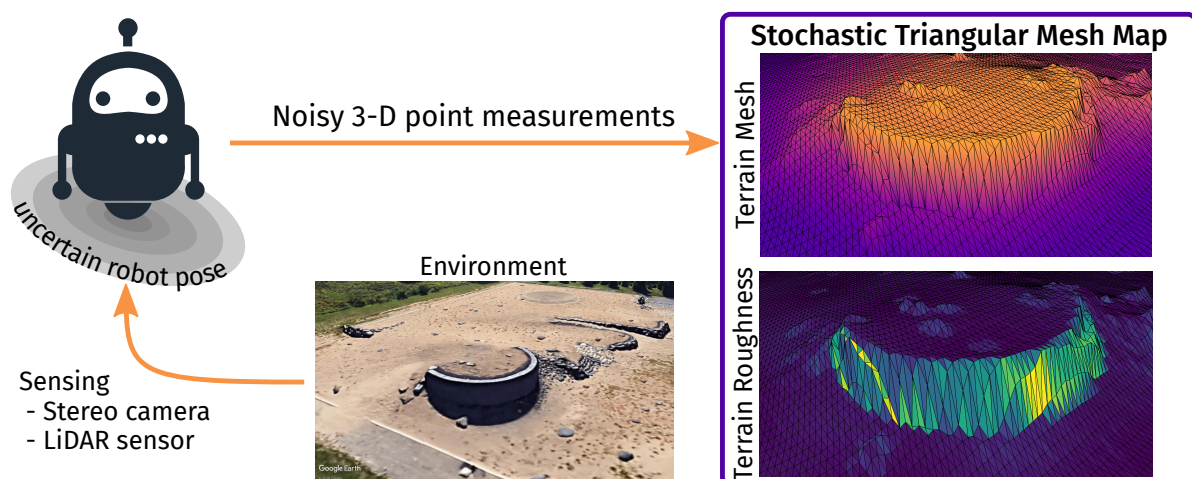 Stochastic Triangular Mesh Map
Terrain Mesh
Noisy 3-D point measurements
uncertain robot pose
Environment
Terrain Roughness
Sensing
- Stereo camera
- LiDAR sensor
Google Earth